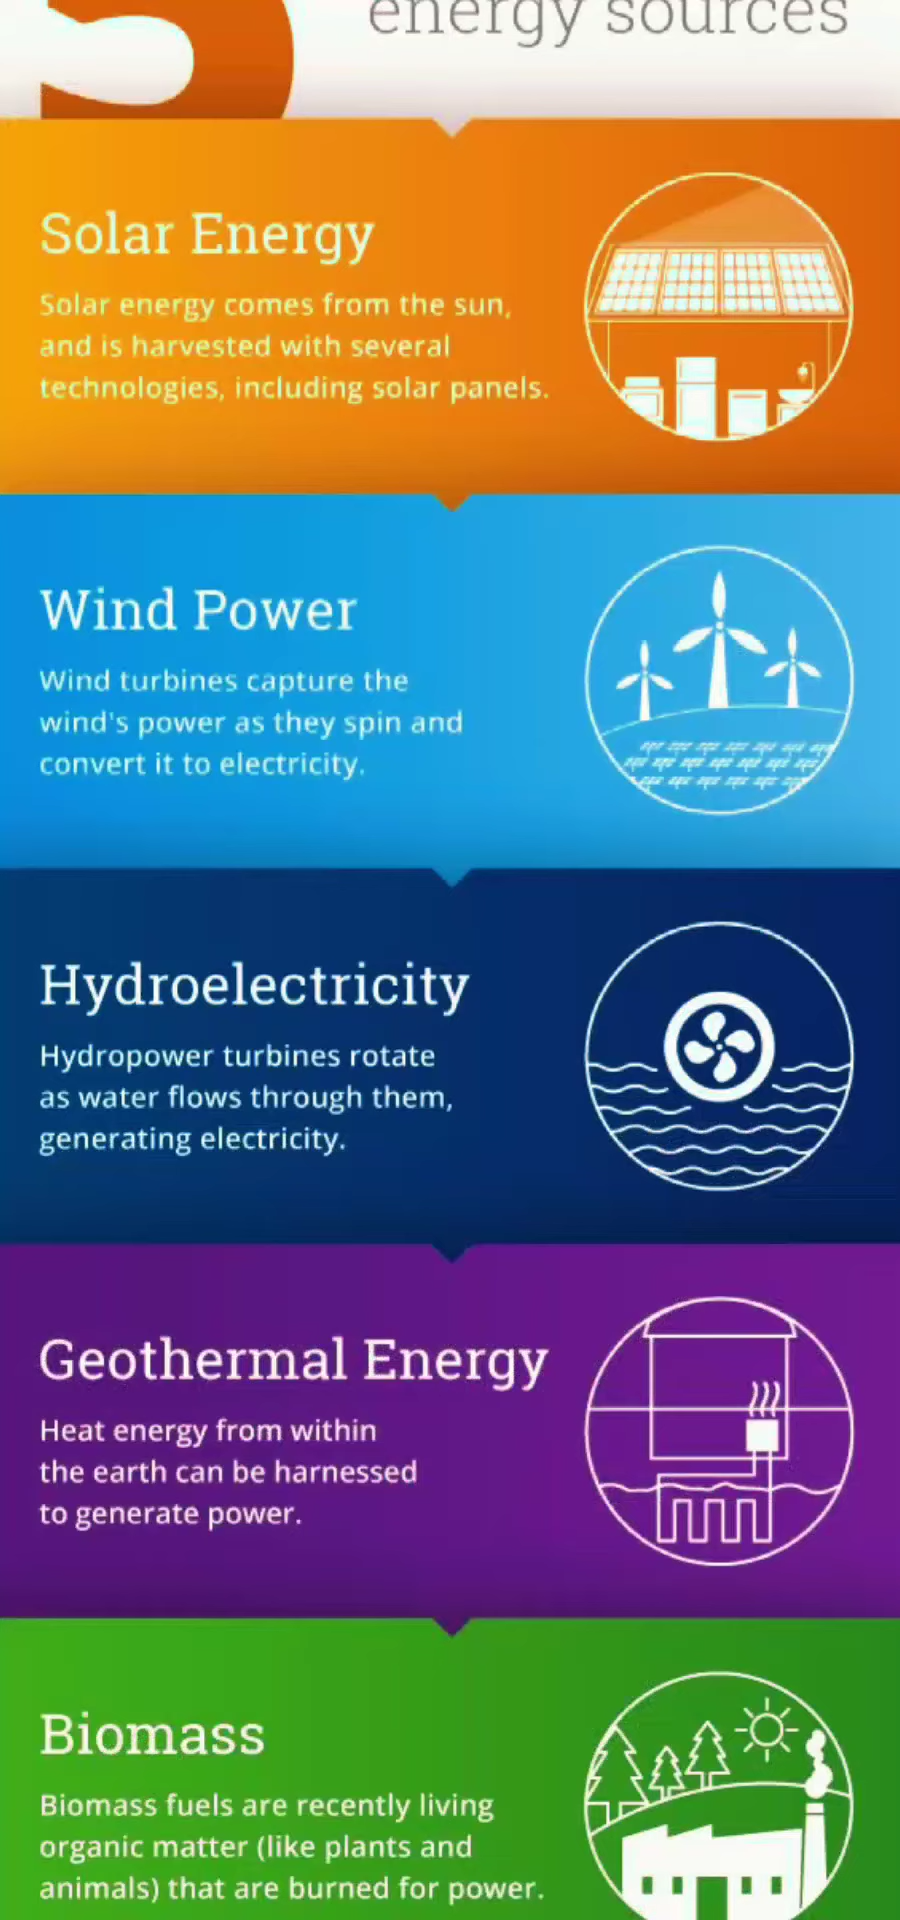 5
energy sources
Solar Energy
Solar energy comes from the sun,
and is harvested with several
technologies, including solar panels.
Wind Power
Wind turbines capture the
wind's power as they spin and
convert it to electricity.
Hydroelectricity
Hydropower turbines rotate
as water flows through them,
generating electricity.
Geothermal Energy
Heat energy from within
the earth can be harnessed
to generate power.
Biomass
Biomass fuels are recently living
organic matter (like plants and
animals) that are burned for power.